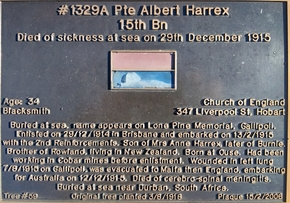 #1329A Pte Albert Harrex
15th Bn
Died of sickness at sea on 29th December 1915
Age: 34
Church of England
Blacksmith
347 Liverpool St, Hobart
Buried at sea, name appears on Lone Pine Memorial, Gallipoli.
Enlisted on 29/12/1914 in Brisbane and embarked on 13/2/1915
with the 2nd Reinforcements. Son of Mrs Anne Harrex, later of Burnie.
Brother of Rowland, living in New Zealand. Born at Ouse. Had been
working in Cobar mines before enlistment. Wounded in left lung
7/8/1915 on Gallipoli, was evacuated to Malta then England, embarking
for Australia on 12/12/1915. Died of cerebro-spinal meningitis.
Buried at sea near Durban, South Africa.
Tree #69
Original tree planted 3/8/1918
Plaque 15/2/2008